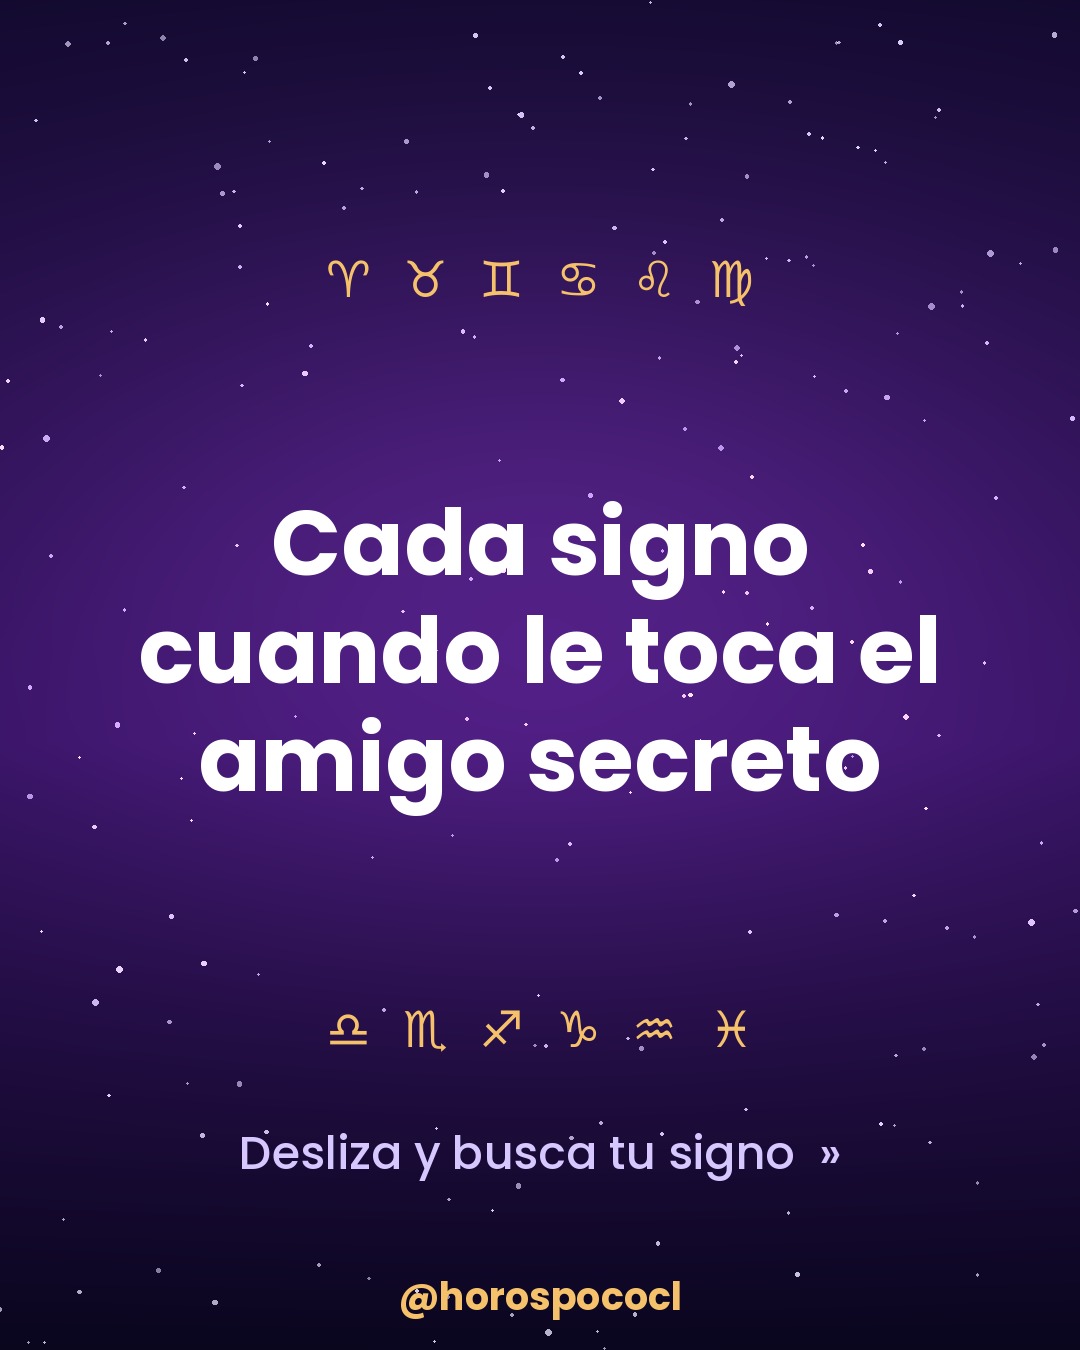 ♈ ♉ ♊ ♋ ♌ ♍
Cada signo
cuando le toca el
amigo secreto
♎ ♏ ♐ ♑ ♒ ♓
Desliza y busca tu signo »
@horospococl